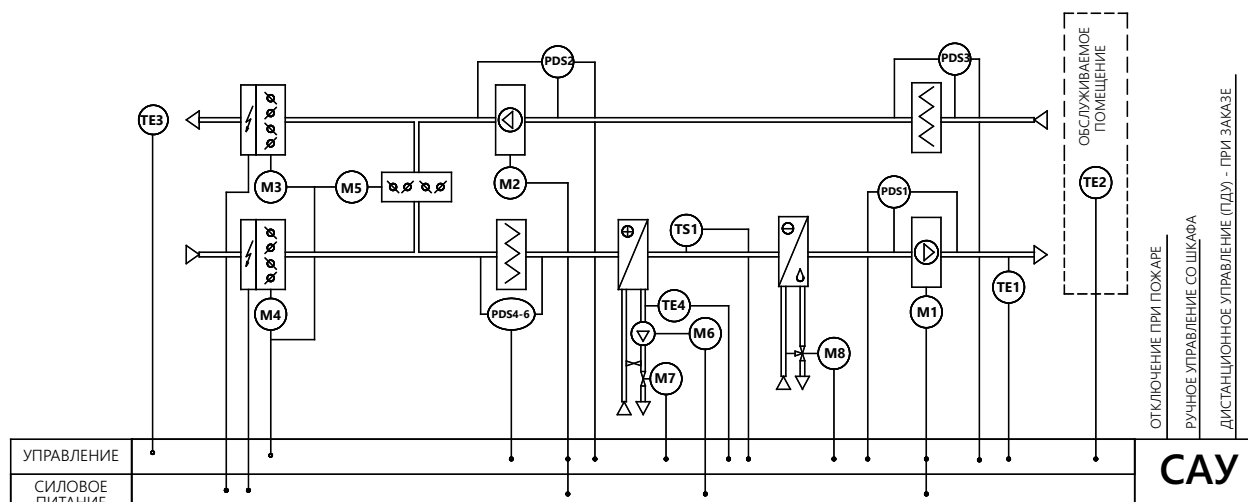 PDS2
PDS3
TE3
ОБСЛУЖИВАЕМОЕ
ПОМЕЩЕНИЕ
M3
M5
M2
TE2
PDS1
TS1
M4
PDS4-6
TE4
M6
M7
M8
M1
TE1
ОТКЛЮЧЕНИЕ ПРИ ПОЖАРЕ
РУЧНОЕ УПРАВЛЕНИЕ СО ШКАФА
ДИСТАНЦИОННОЕ УПРАВЛЕНИЕ (ПДУ) - ПРИ ЗАКАЗЕ
УПРАВЛЕНИЕ
СИЛОВОЕ
ПИТАНИЕ
САУ